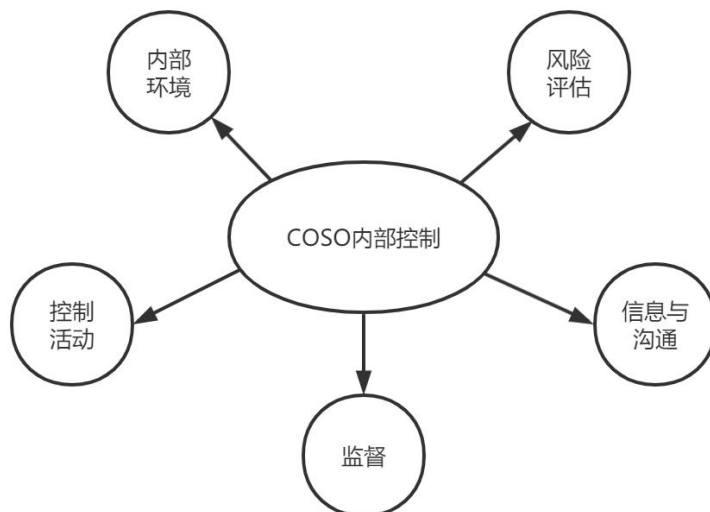 内部
环境
风险
评估
COSO内部控制
控制
活动
信息与
沟通
监督